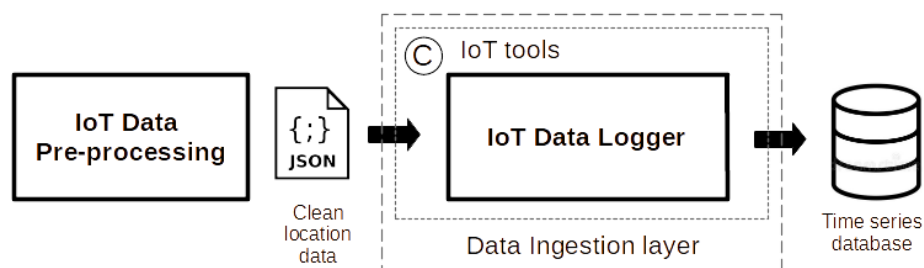 IoT Data
Pre-processing
{;}
JSON
Clean
location
data
C
IoT tools
IoT Data Logger
Data Ingestion layer
Time series
database